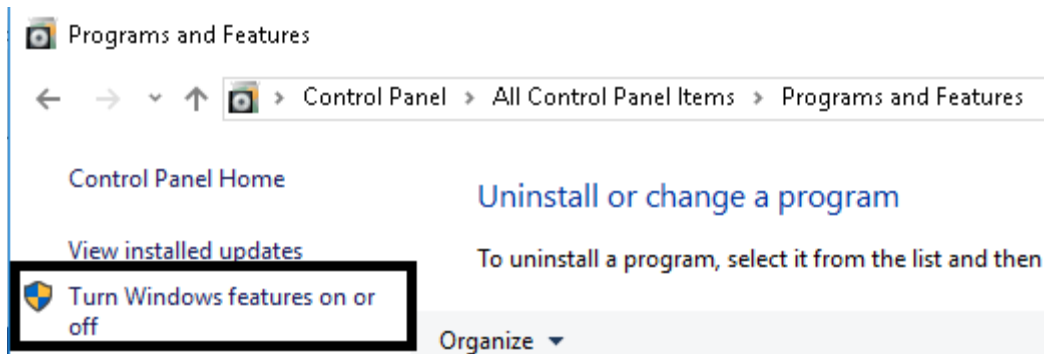 Programs and Features
Control Panel > All Control Panel Items > Programs and Features
Control Panel Home
Uninstall or change a program
View installed updates
To uninstall a program, select it from the list and then
Turn Windows features on or
off
Organize